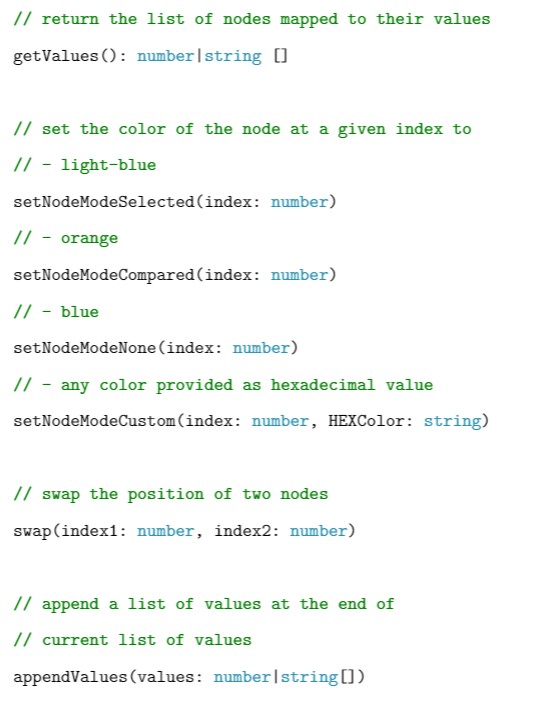 // return the list of nodes mapped to their values
getValues(): number|string []
// set the color of the node at a given index to
// - light-blue
setNodeModeSelected(index: number)
// - orange
setNodeModeCompared(index: number)
// - blue
setNodeModeNone(index: number)
// - any color provided as hexadecimal value
setNodeModeCustom(index: number, HEXColor: string)
// swap the position of two nodes
swap(index1: number, index2: number)
// append a list of values at the end of
// current list of values
appendValues(values: number|string[])